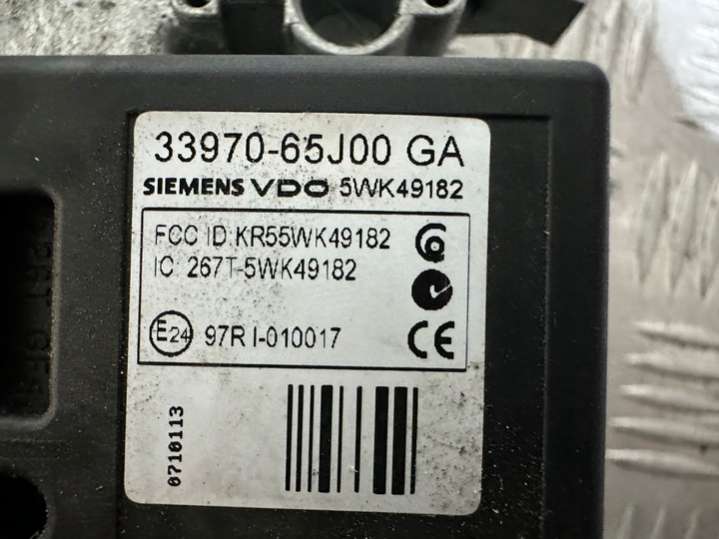 33970-65J00 GA
SIEMENS VDO 5WK49182
FCC ID KR55WK49182
IC 267T-5WK49182
E24 97R I-010017
CE
0710113